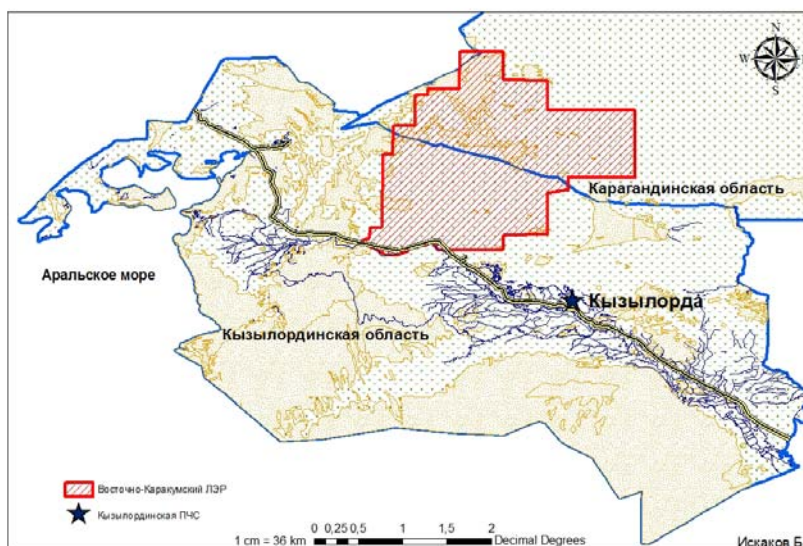 N
W
E
S
Карагандинская область
Аральское море
Кызылорда
Кызылординская область
Восточно-Каракумский ЛЭР
Кызылординская ПЧС
1 cm = 36 km
0 0,25 0,5 1 1,5 2
Decimal Degrees
Искаков Б